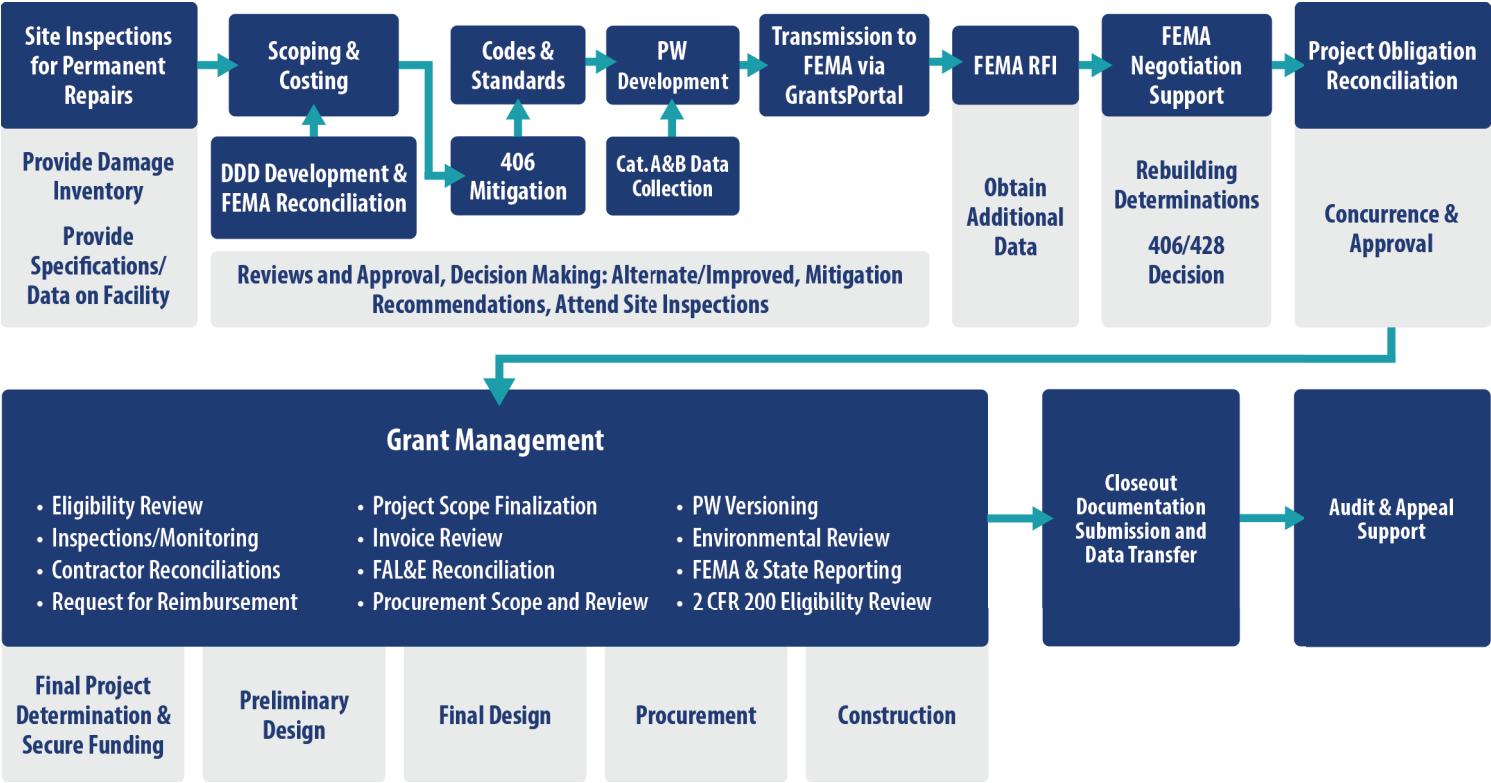 Site Inspections
for Permanent
Repairs
Provide Damage
Inventory
Provide
Specifications/
Data on Facility
Scoping &
Costing
DDD Development &
FEMA Reconciliation
Codes &
Standards
406
Mitigation
PW
Development
Cat. A&B Data
Collection
Transmission to
FEMA via
GrantsPortal
Reviews and Approval, Decision Making: Alternate/Improved, Mitigation
Recommendations, Attend Site Inspections
FEMA RFI
Obtain
Additional
Data
FEMA
Negotiation
Support
Rebuilding
Determinations
406/428
Decision
Project Obligation
Reconciliation
Concurrence &
Approval
Grant Management
• Eligibility Review
• Inspections/Monitoring
• Contractor Reconciliations
• Request for Reimbursement
• Project Scope Finalization
• Invoice Review
• FAL&E Reconciliation
• Procurement Scope and Review
• PW Versioning
• Environmental Review
• FEMA & State Reporting
• 2 CFR 200 Eligibility Review
Final Project
Determination &
Secure Funding
Preliminary
Design
Final Design
Procurement
Construction
Closeout
Documentation
Submission and
Data Transfer
Audit & Appeal
Support